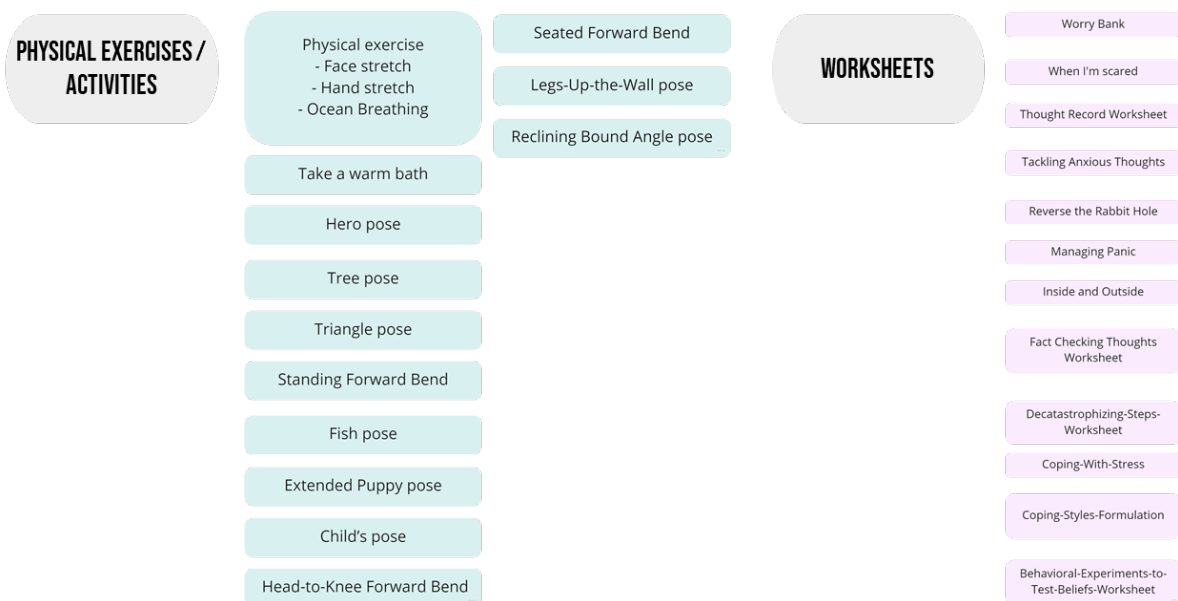 PHYSICAL EXERCISES /
ACTIVITIES
Physical exercise
- Face stretch
- Hand stretch
- Ocean Breathing
Take a warm bath
Hero pose
Tree pose
Triangle pose
Standing Forward Bend
Fish pose
Extended Puppy pose
Child’s pose
Head-to-Knee Forward Bend
Seated Forward Bend
Legs-Up-the-Wall pose
Reclining Bound Angle pose
WORKSHEETS
Worry Bank
When I'm scared
Thought Record Worksheet
Tackling Anxious Thoughts
Reverse the Rabbit Hole
Managing Panic
Inside and Outside
Fact Checking Thoughts
Worksheet
Decatastrophizing-Steps-
Worksheet
Coping-With-Stress
Coping-Styles-Formulation
Behavioral-Experiments-to-
Test-Beliefs-Worksheet